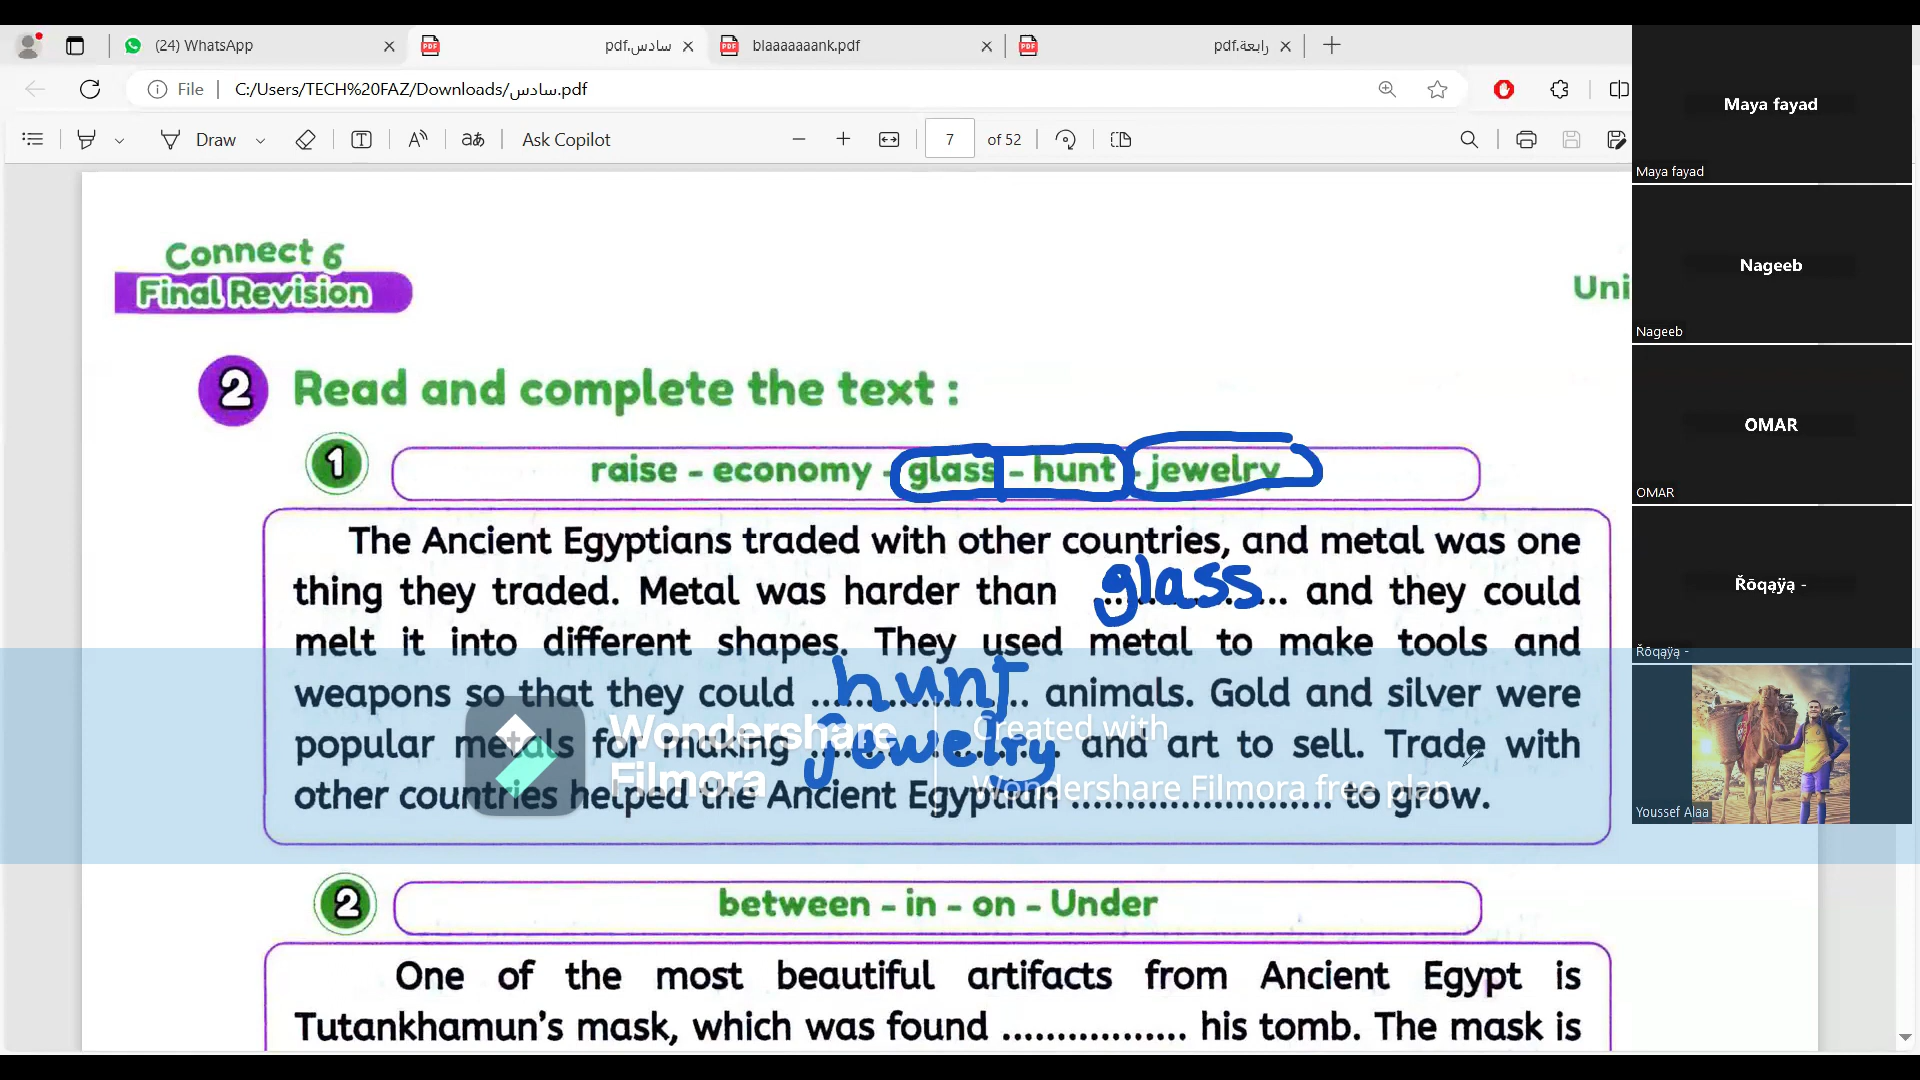 (24) WhatsApp
سادس.pdf
blaaaaaaank.pdf
رابعة.pdf
File
C:/Users/TECH%20FAZ/Downloads/سادس.pdf
Draw
Ask Copilot
7 of 52
Connect 6
Final Revision
Uni
2 Read and complete the text :
1 raise - economy - glass - hunt - jewelry
The Ancient Egyptians traded with other countries, and metal was one
thing they traded. Metal was harder than glass and they could
melt it into different shapes. They used metal to make tools and
weapons so that they could hunt animals. Gold and silver were
popular metals for making jewelry and art to sell. Trade with
other countries helped the Ancient Egyptian ........................ to grow.
Wondershare
Filmora
Created with
Wondershare Filmora free plan
2 between - in - on - Under
One of the most beautiful artifacts from Ancient Egypt is
Tutankhamun's mask, which was found ................. his tomb. The mask is
Maya fayad
Maya fayad
Nageeb
Nageeb
OMAR
OMAR
Řōqąÿą -
Řōqąÿą -
Youssef Alaa